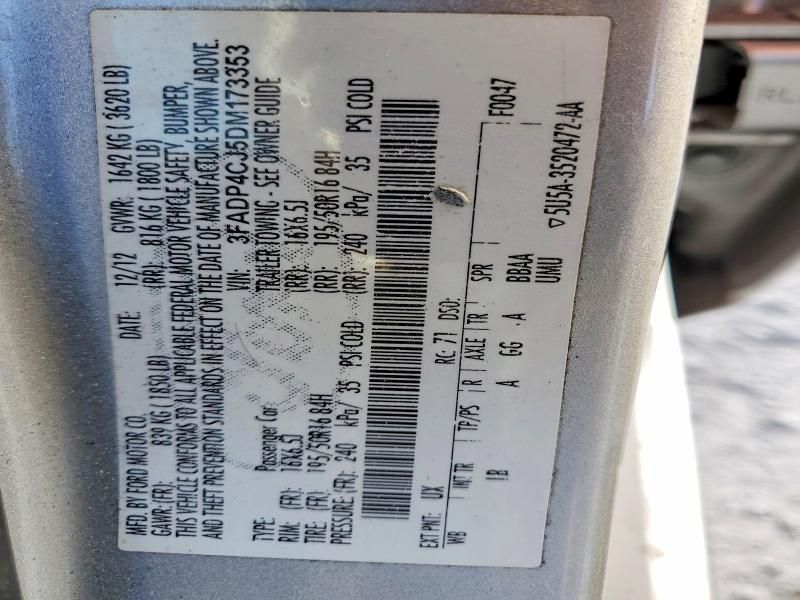 MFD. BY FORD MOTOR CO.
DATE: 12/12 GVWR: 1642 KG ( 3620 LB)
GAWR: (FR): 839 KG ( 1850LB) (RR): 816 KG ( 1800 LB)
THIS VEHICLE CONFORMS TO ALL APPLICABLE FEDERAL MOTOR VEHICLE SAFETY, BUMPER,
AND THEFT PREVENTION STANDARDS IN EFFECT ON THE DATE OF MANUFACTURE SHOWN ABOVE.
VIN: 3FADP4CJ5DM173353
TYPE: Passenger Car TRAILER TOWING - SEE OWNER GUIDE
RIM: (FR): 16X6.5J (RR): 16X6.5J
TIRE: (FR): 195/50R16 84H (RR): 195/50R16 84H
PRESSURE: (FR): 240 kPa/ 35 PSI COLD (RR): 240 kPa/ 35 PSI COLD
EXT PNT: UX RC: 71 DSO: F0047
WB INT TR TP/PS R AXLE TR SPR
IB A GG A BBAA
UMU
▽5U5A-3520472-AA